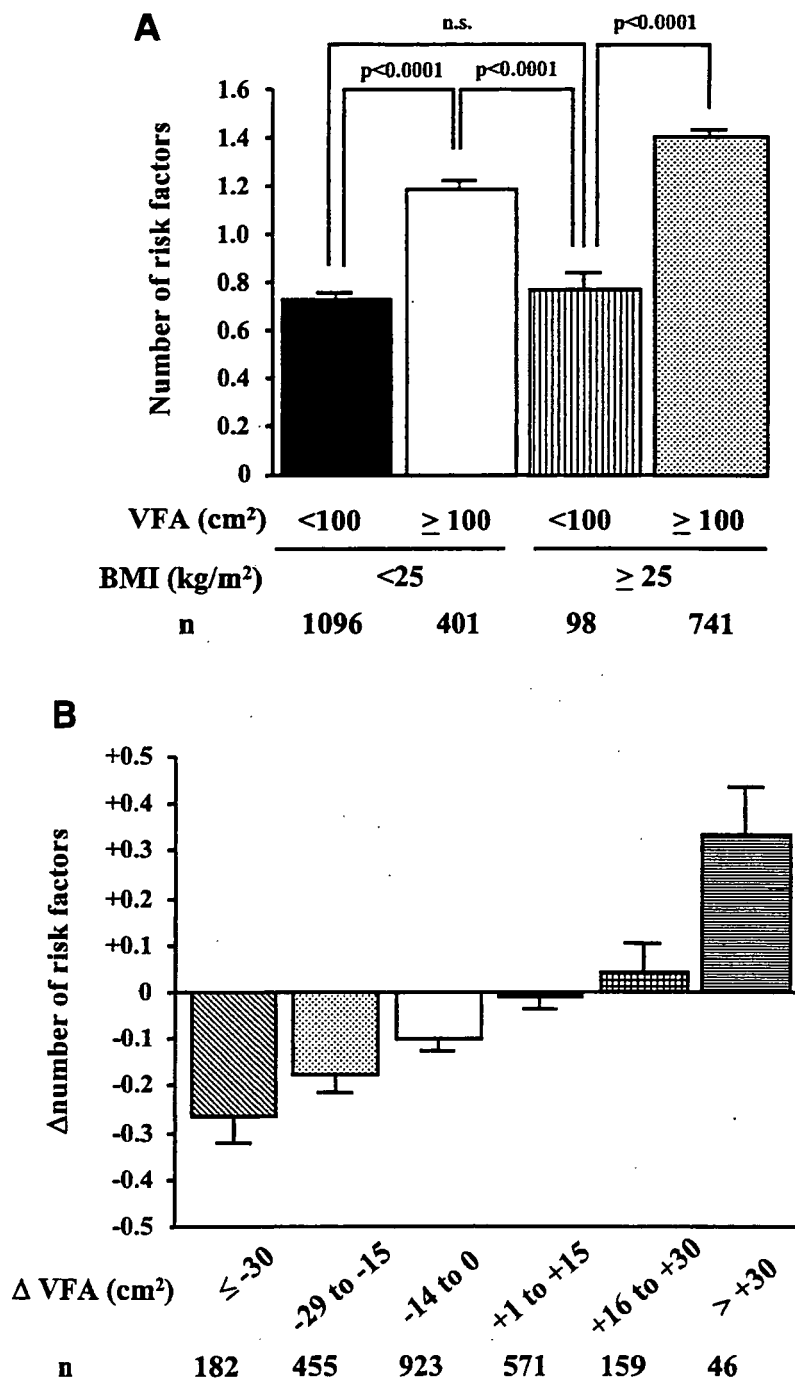 A
n.s.
p<0.0001
p<0.0001 p<0.0001
Number of risk factors
1.6
1.4
1.2
1.0
0.8
0.6
0.4
0.2
0
VFA (cm²) <100 ≥ 100 <100 ≥ 100
BMI (kg/m²) <25 ≥ 25
n 1096 401 98 741
B
Δnumber of risk factors
+0.5
+0.4
+0.3
+0.2
+0.1
0
-0.1
-0.2
-0.3
-0.4
-0.5
Δ VFA (cm²) ≤ -30 -29 to -15 -14 to 0 +1 to +15 +16 to +30 > +30
n 182 455 923 571 159 46